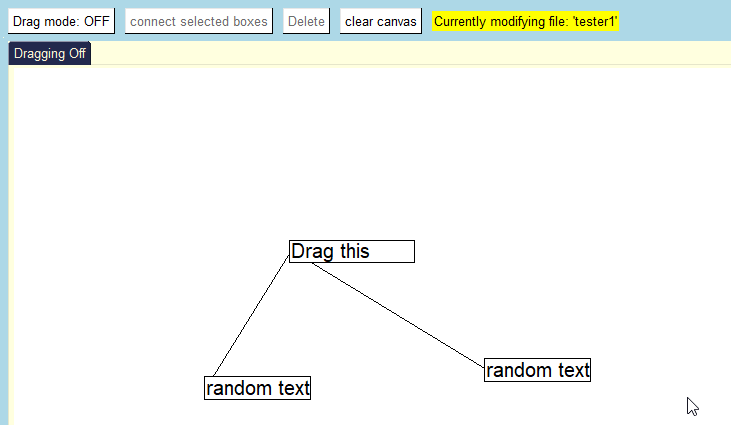 Drag mode: OFF
connect selected boxes
Delete
clear canvas
Currently modifying file: 'tester1'
Dragging Off
Drag this
random text
random text